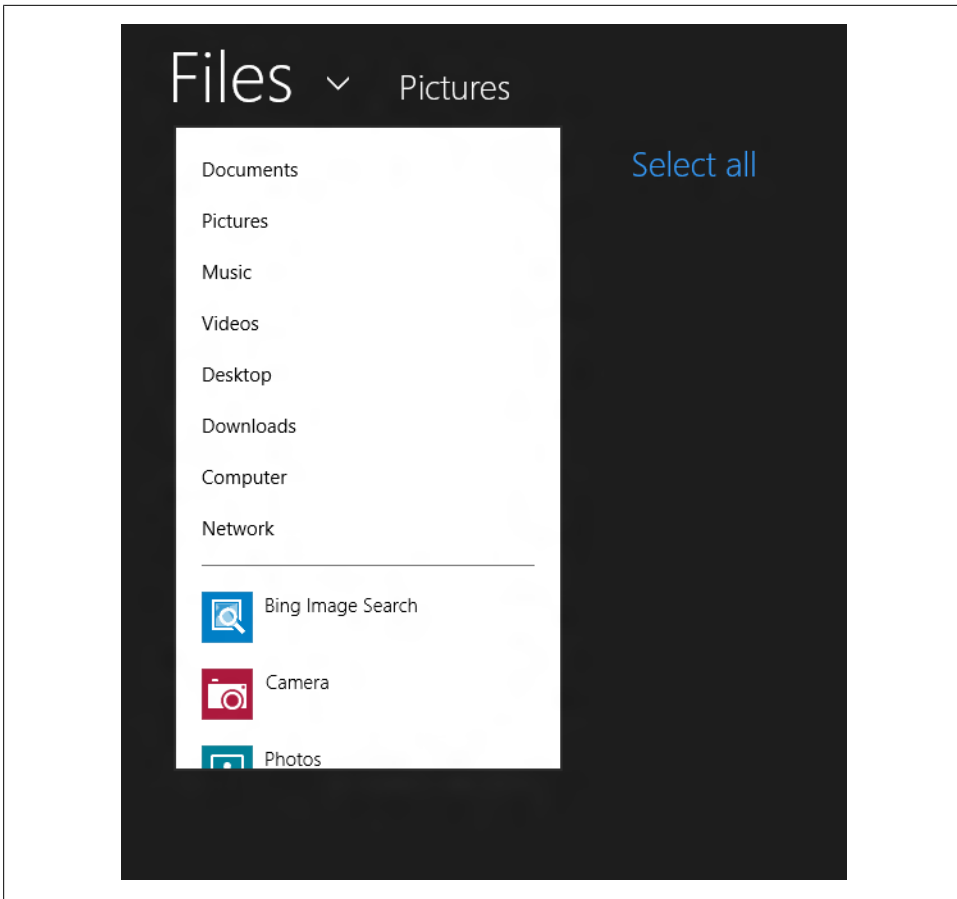 Files Pictures
Select all
Documents
Pictures
Music
Videos
Desktop
Downloads
Computer
Network
Bing Image Search
Camera
Photos